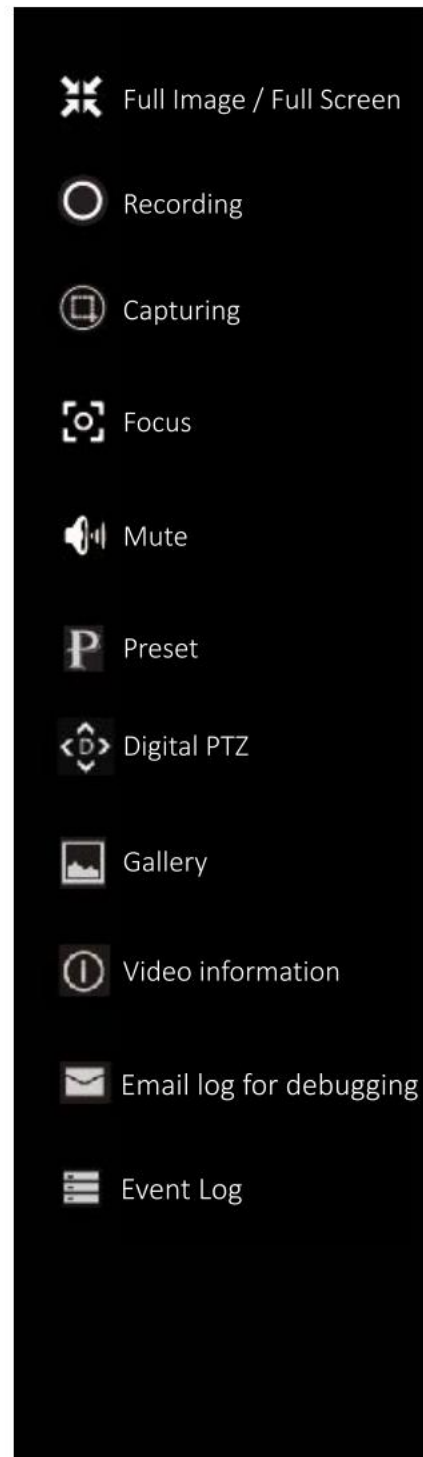 Full Image / Full Screen
Recording
Capturing
Focus
Mute
P Preset
D Digital PTZ
Gallery
Video information
Email log for debugging
Event Log